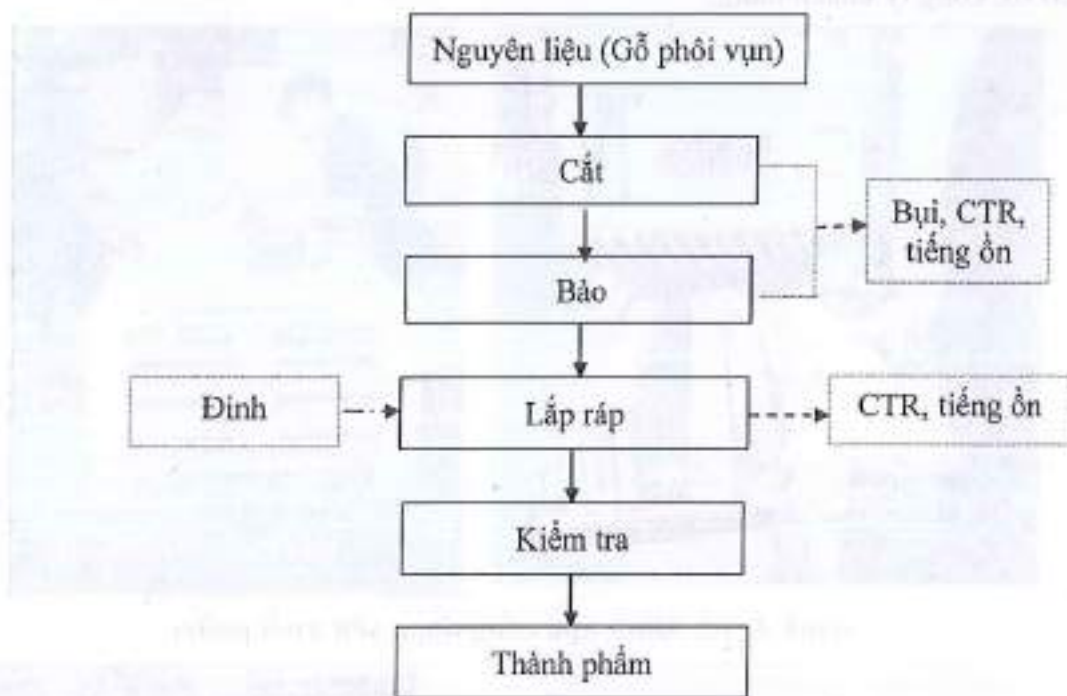 Nguyên liệu (Gỗ phôi vụn)
Cắt
Bụi, CTR,
tiếng ồn
Bào
Đinh
Lắp ráp
CTR, tiếng ồn
Kiểm tra
Thành phẩm